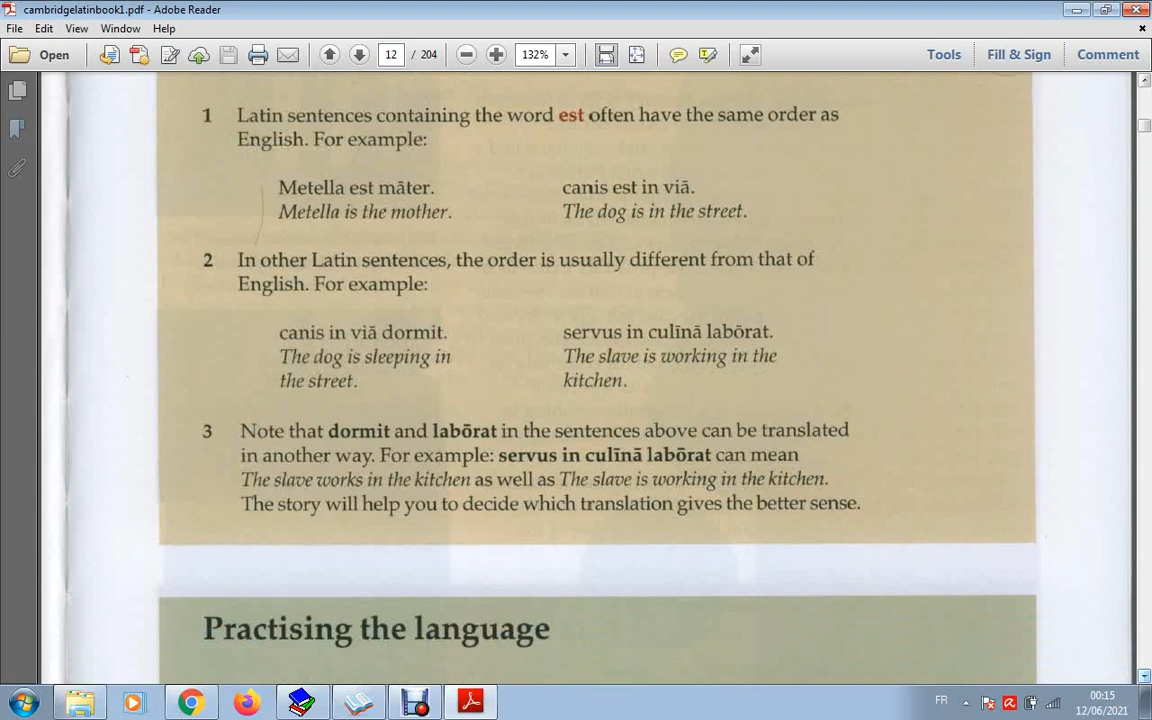 cambridgelatinbook1.pdf - Adobe Reader
File Edit View Window Help
Open 12 / 204 132% Tools Fill & Sign Comment
1 Latin sentences containing the word est often have the same order as
English. For example:
Metella est māter. canis est in viā.
Metella is the mother. The dog is in the street.
2 In other Latin sentences, the order is usually different from that of
English. For example:
canis in viā dormit. servus in culīnā labōrat.
The dog is sleeping in The slave is working in the
the street. kitchen.
3 Note that dormit and labōrat in the sentences above can be translated
in another way. For example: servus in culīnā labōrat can mean
The slave works in the kitchen as well as The slave is working in the kitchen.
The story will help you to decide which translation gives the better sense.
Practising the language
FR 00:15
12/06/2021